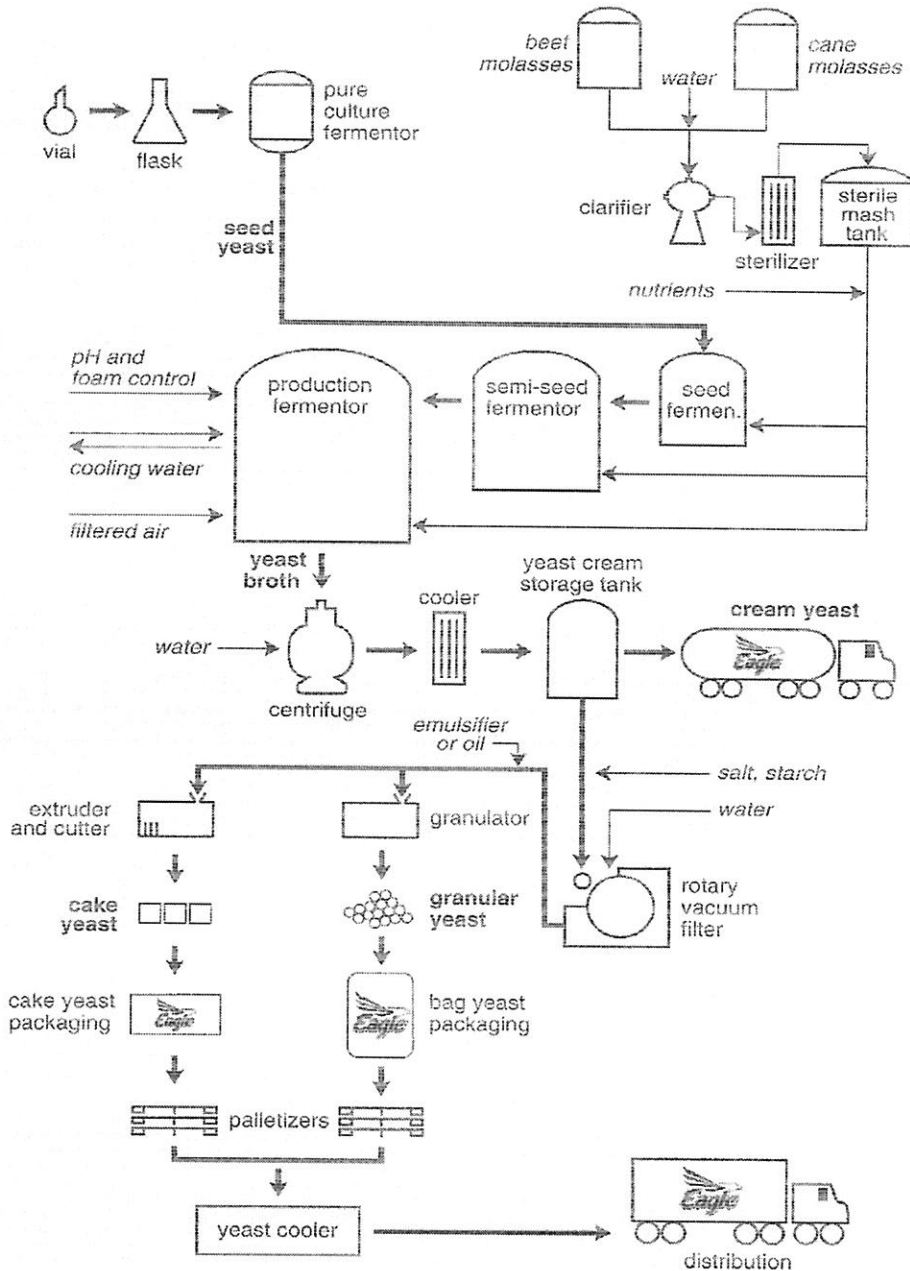 beet
molasses
cane
molasses
water
pure
culture
fermentor
vial
flask
clarifier
sterile
mash
tank
sterilizer
seed
yeast
nutrients
pH and
foam control
production
fermentor
semi-seed
fermentor
seed
fermen.
cooling water
filtered air
yeast
broth
cooler
yeast cream
storage tank
cream yeast
Eagle
water
centrifuge
emulsifier
or oil
salt, starch
extruder
and cutter
granulator
water
cake
yeast
granular
yeast
rotary
vacuum
filter
cake yeast
packaging
Eagle
Eagle
bag yeast
packaging
palletizers
yeast cooler
Eagle
distribution